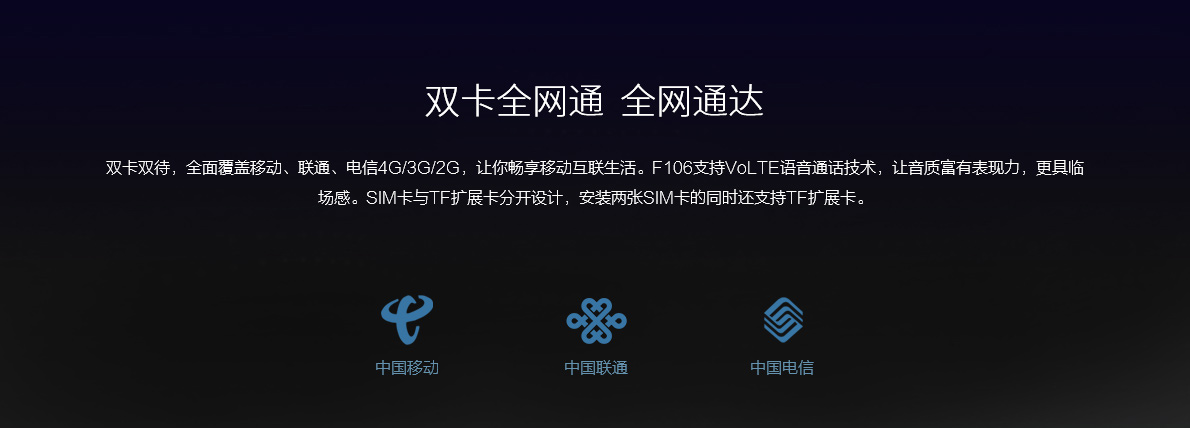 双卡全网通 全网通达
双卡双待，全面覆盖移动、联通、电信4G/3G/2G，让你畅享移动互联生活。F106支持VoLTE语音通话技术，让音质富有表现力，更具临
场感。SIM卡与TF扩展卡分开设计，安装两张SIM卡的同时还支持TF扩展卡。
中国移动
中国联通
中国电信